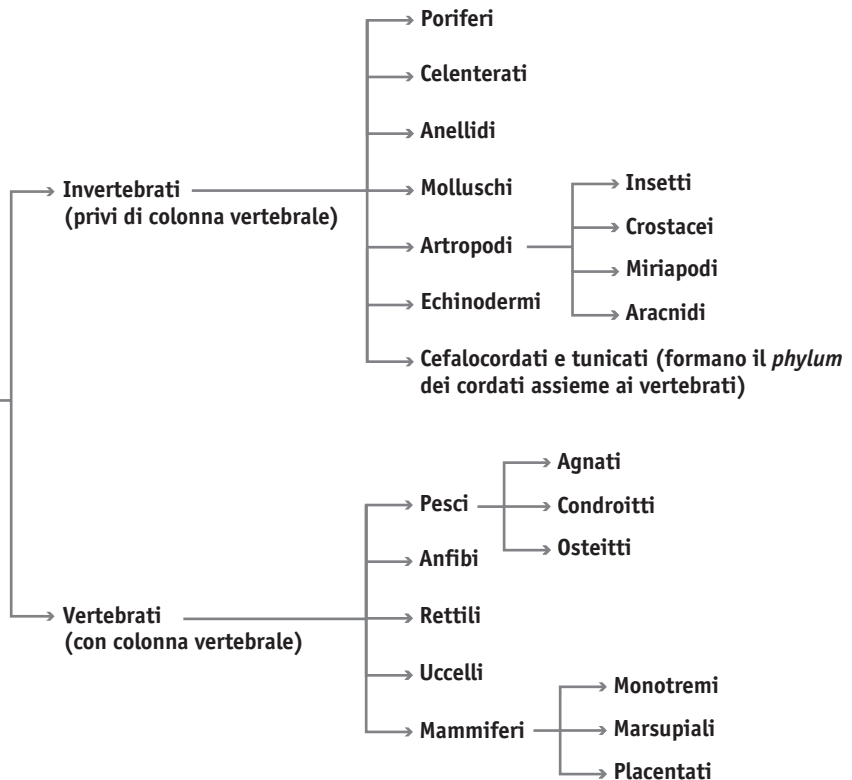 Poriferi
Celenterati
Anellidi
Invertebrati
(privi di colonna vertebrale)
Molluschi
Artropodi
Insetti
Crostacei
Miriapodi
Aracnidi
Echinodermi
Cefalocordati e tunicati (formano il phylum
dei cordati assieme ai vertebrati)
Vertebrati
(con colonna vertebrale)
Pesci
Agnati
Condroitti
Osteitti
Anfibi
Rettili
Uccelli
Mammiferi
Monotremi
Marsupiali
Placentati